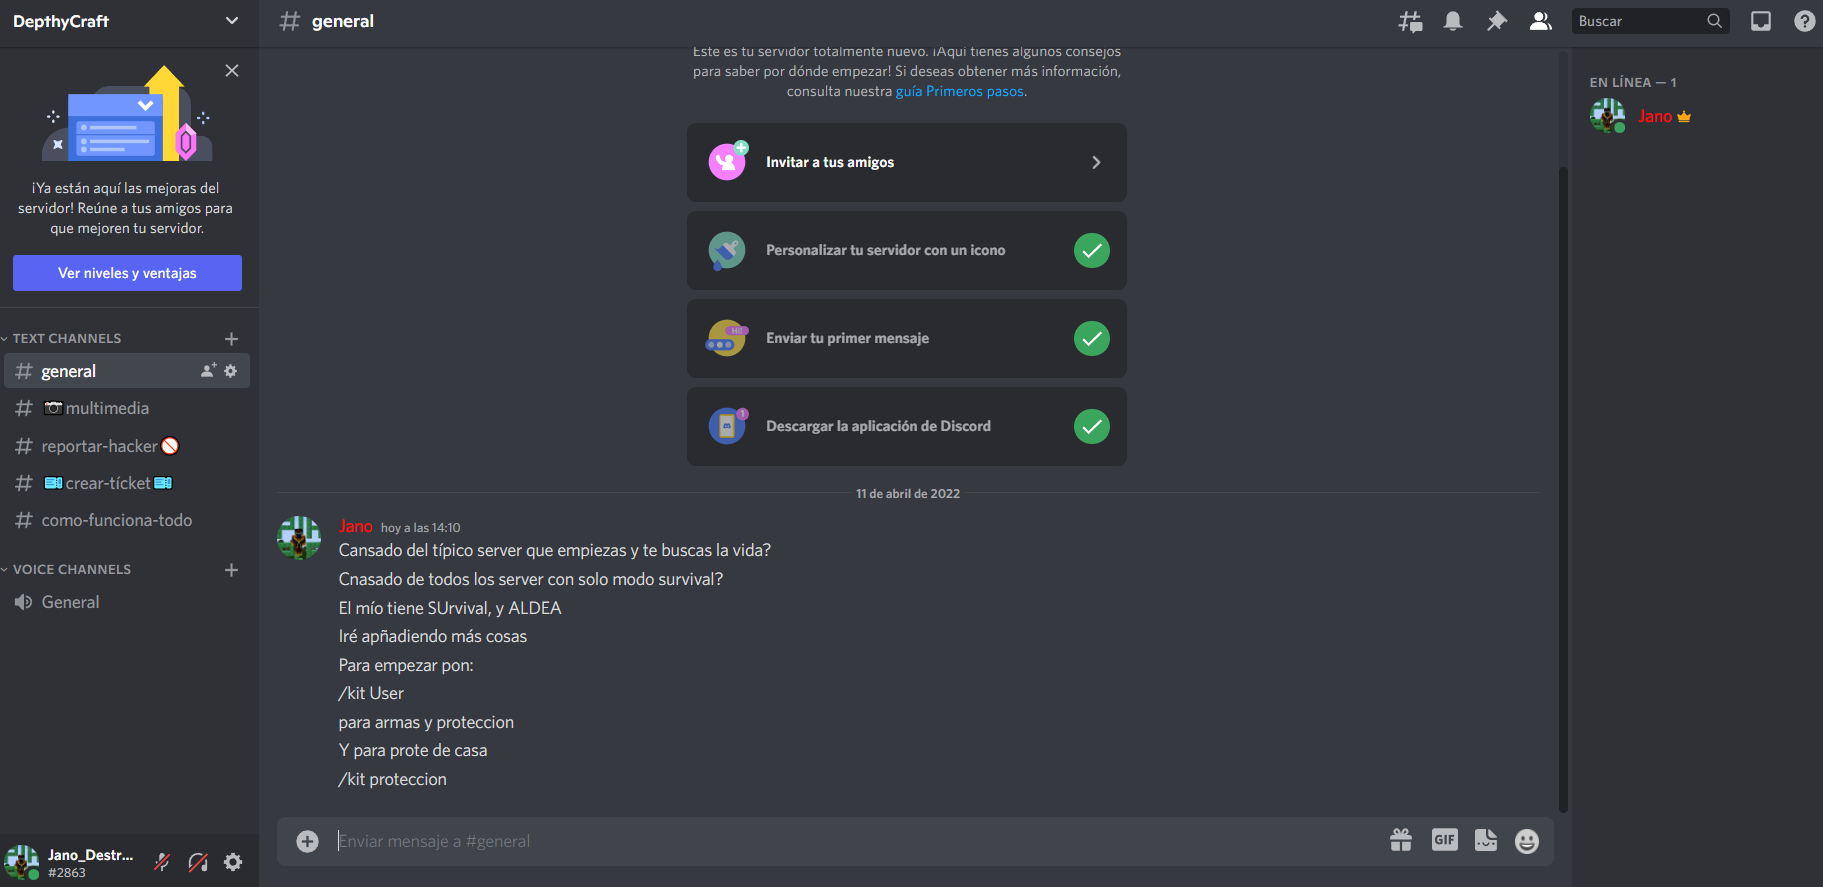 DepthyCraft
¡Ya están aquí las mejoras del
servidor! Reúne a tus amigos para
que mejoren tu servidor.
Ver niveles y ventajas
TEXT CHANNELS
general
multimedia
reportar-hacker
crear-tícket
como-funciona-todo
VOICE CHANNELS
General
Jano_Destr...
#2863
general
Este es tu servidor totalmente nuevo. ¡Aquí tienes algunos consejos
para saber por dónde empezar! Si deseas obtener más información,
consulta nuestra guía Primeros pasos.
Invitar a tus amigos
Personalizar tu servidor con un icono
Hi!
Enviar tu primer mensaje
1
Descargar la aplicación de Discord
11 de abril de 2022
Jano hoy a las 14:10
Cansado del típico server que empiezas y te buscas la vida?
Cnasado de todos los server con solo modo survival?
El mío tiene SUrvival, y ALDEA
Iré apñadiendo más cosas
Para empezar pon:
/kit User
para armas y proteccion
Y para prote de casa
/kit proteccion
Enviar mensaje a #general
GIF
Buscar
EN LÍNEA — 1
Jano